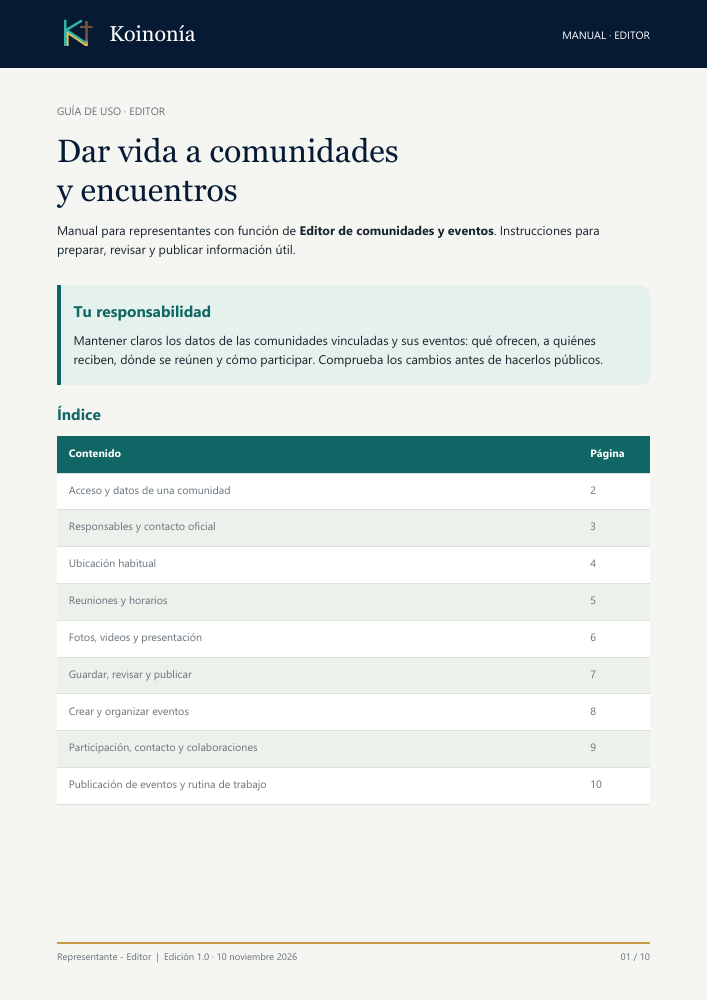 Koinonía
MANUAL · EDITOR
GUÍA DE USO · EDITOR
Dar vida a comunidades
y encuentros
Manual para representantes con función de Editor de comunidades y eventos. Instrucciones para
preparar, revisar y publicar información útil.
Tu responsabilidad
Mantener claros los datos de las comunidades vinculadas y sus eventos: qué ofrecen, a quiénes
reciben, dónde se reúnen y cómo participar. Comprueba los cambios antes de hacerlos públicos.
Índice
Contenido Página
Acceso y datos de una comunidad 2
Responsables y contacto oficial 3
Ubicación habitual 4
Reuniones y horarios 5
Fotos, videos y presentación 6
Guardar, revisar y publicar 7
Crear y organizar eventos 8
Participación, contacto y colaboraciones 9
Publicación de eventos y rutina de trabajo 10
Representante - Editor | Edición 1.0 · 10 noviembre 2026 01 / 10